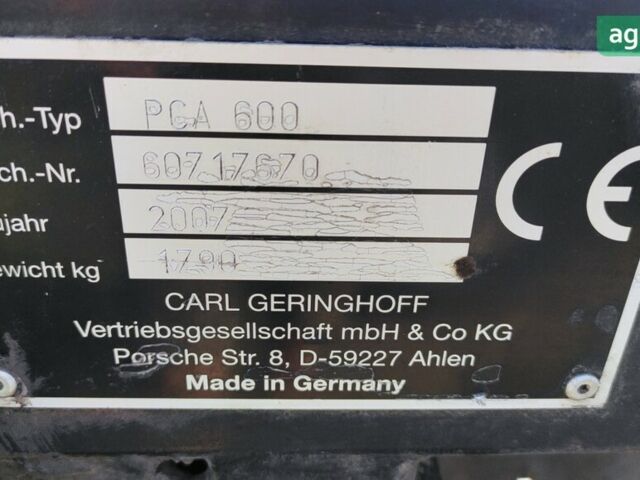 ag
h.-Typ PCA 600
ch.-Nr. 60717670
ujahr 2007
ewicht kg 1790
CE
CARL GERINGHOFF
Vertriebsgesellschaft mbH & Co KG
Porsche Str. 8, D-59227 Ahlen
Made in Germany